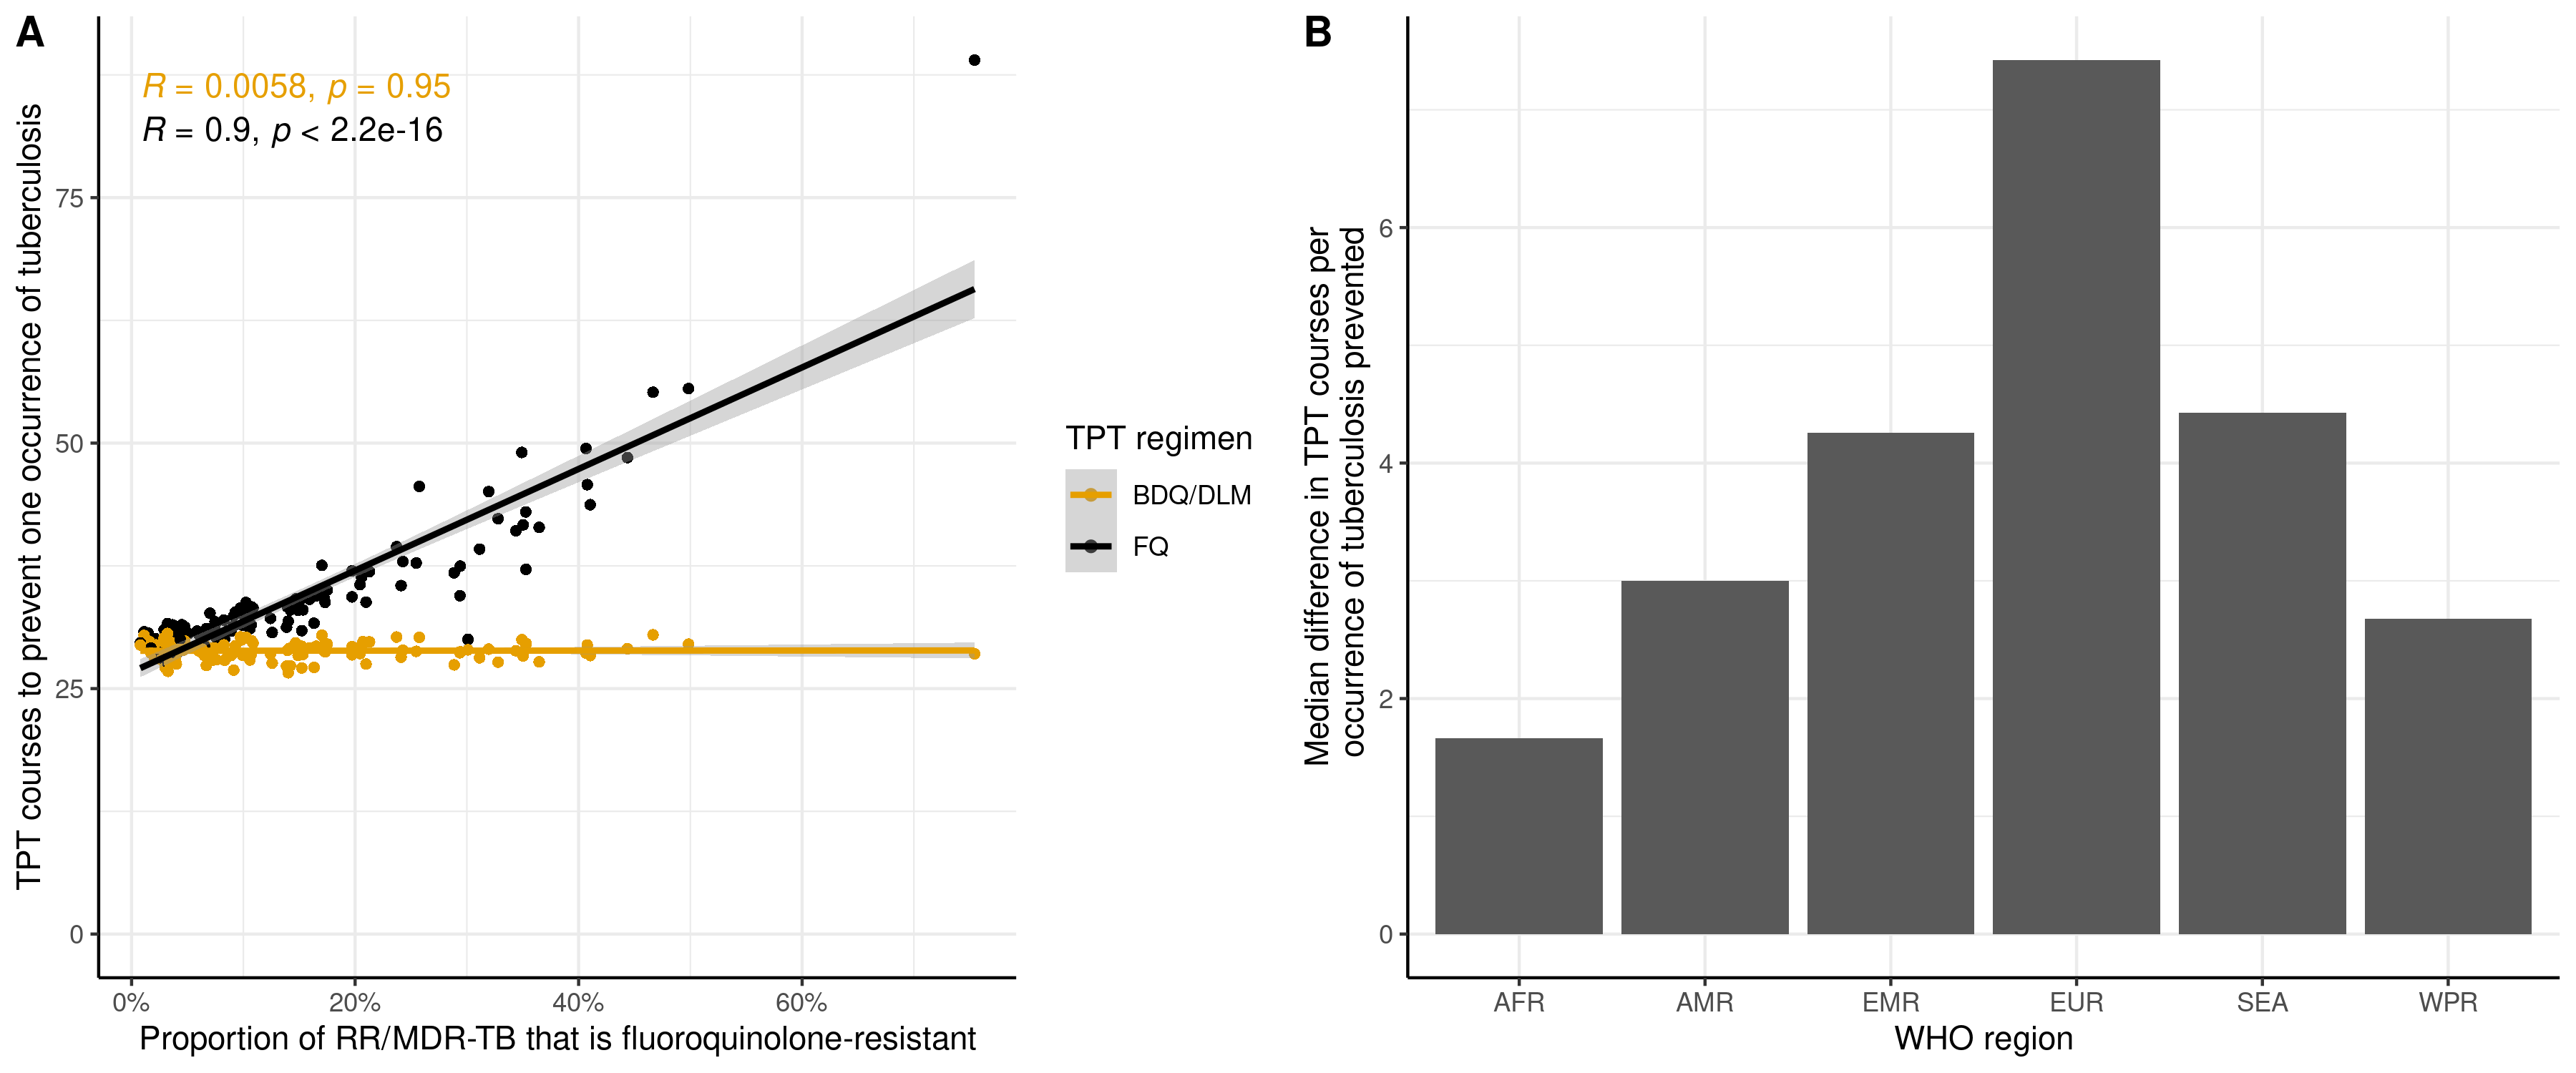 A
R = 0.0058, p = 0.95
R = 0.9, p < 2.2e-16
TPT courses to prevent one occurrence of tuberculosis
75
50
25
0
0% 20% 40% 60%
Proportion of RR/MDR-TB that is fluoroquinolone-resistant
TPT regimen
BDQ/DLM
FQ
B
Median difference in TPT courses per
occurrence of tuberculosis prevented
6
4
2
0
AFR AMR EMR EUR SEA WPR
WHO region